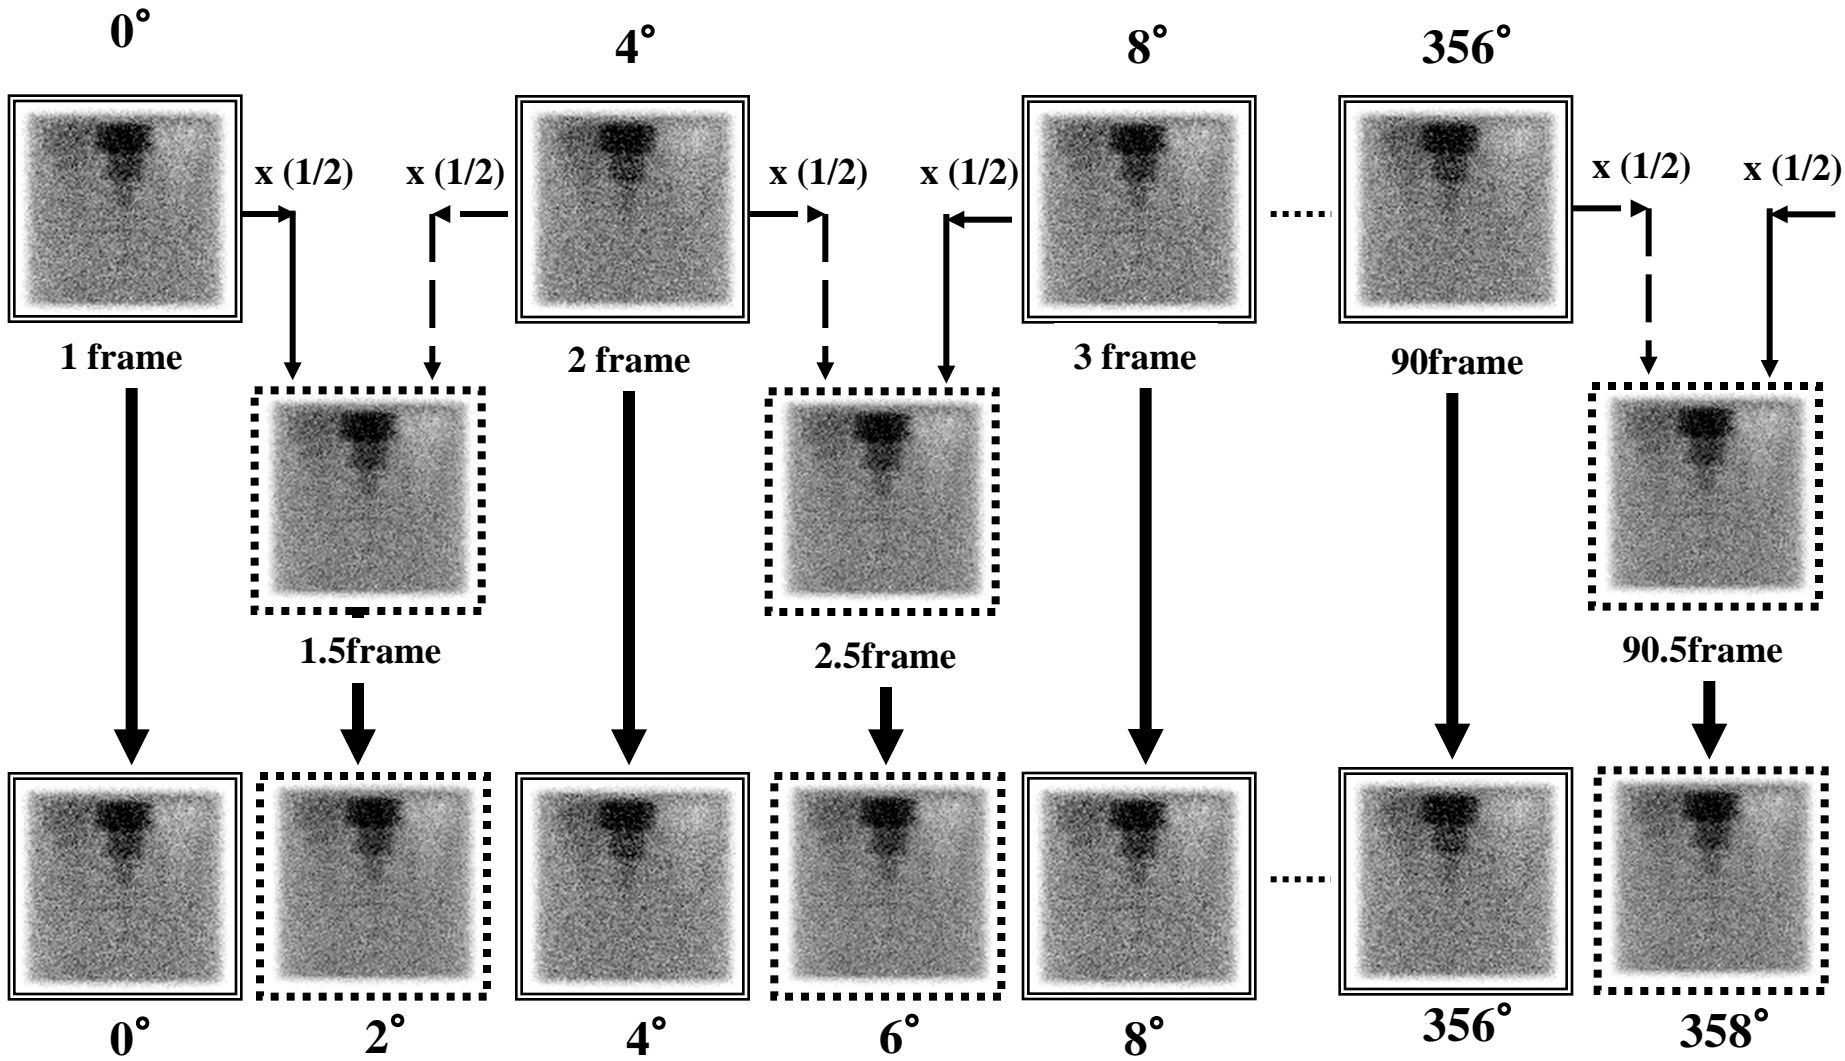 0°
4°
8°
356°
x (1/2)
x (1/2)
x (1/2)
x (1/2)
x (1/2)
x (1/2)
1 frame
2 frame
3 frame
90frame
1.5frame
2.5frame
90.5frame
0°
2°
4°
6°
8°
356°
358°